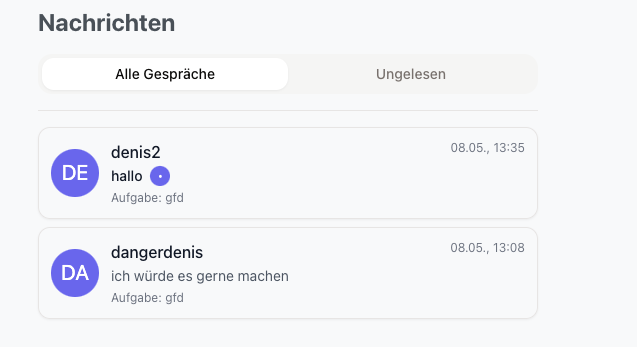 Nachrichten
Alle Gespräche Ungelesen
DE denis2 08.05., 13:35
hallo •
Aufgabe: gfd
DA dangerdenis 08.05., 13:08
ich würde es gerne machen
Aufgabe: gfd